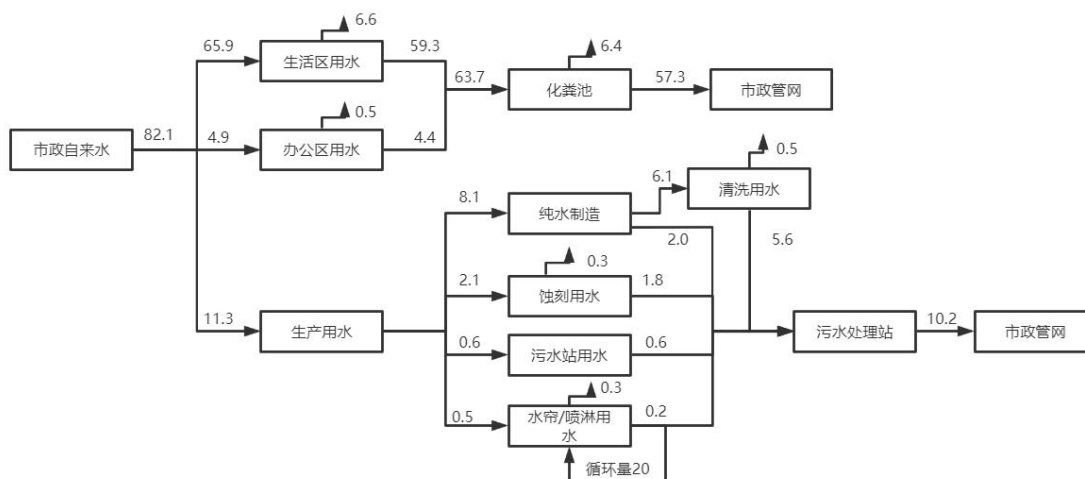 6.6
65.9
生活区用水
59.3
6.4
63.7
化粪池
57.3
市政管网
0.5
市政自来水
82.1
4.9
办公区用水
4.4
0.5
6.1
清洗用水
8.1
纯水制造
2.0
5.6
0.3
2.1
蚀刻用水
1.8
11.3
生产用水
污水处理站
10.2
市政管网
0.6
污水站用水
0.6
0.3
0.5
水帘/喷淋用
水
0.2
循环量20